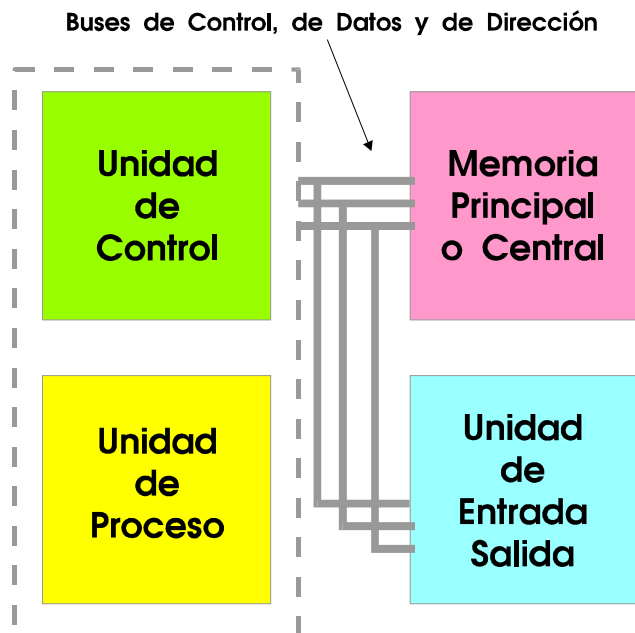 Buses de Control, de Datos y de Dirección
Unidad
de
Control
Memoria
Principal
o Central
Unidad
de
Proceso
Unidad
de
Entrada
Salida